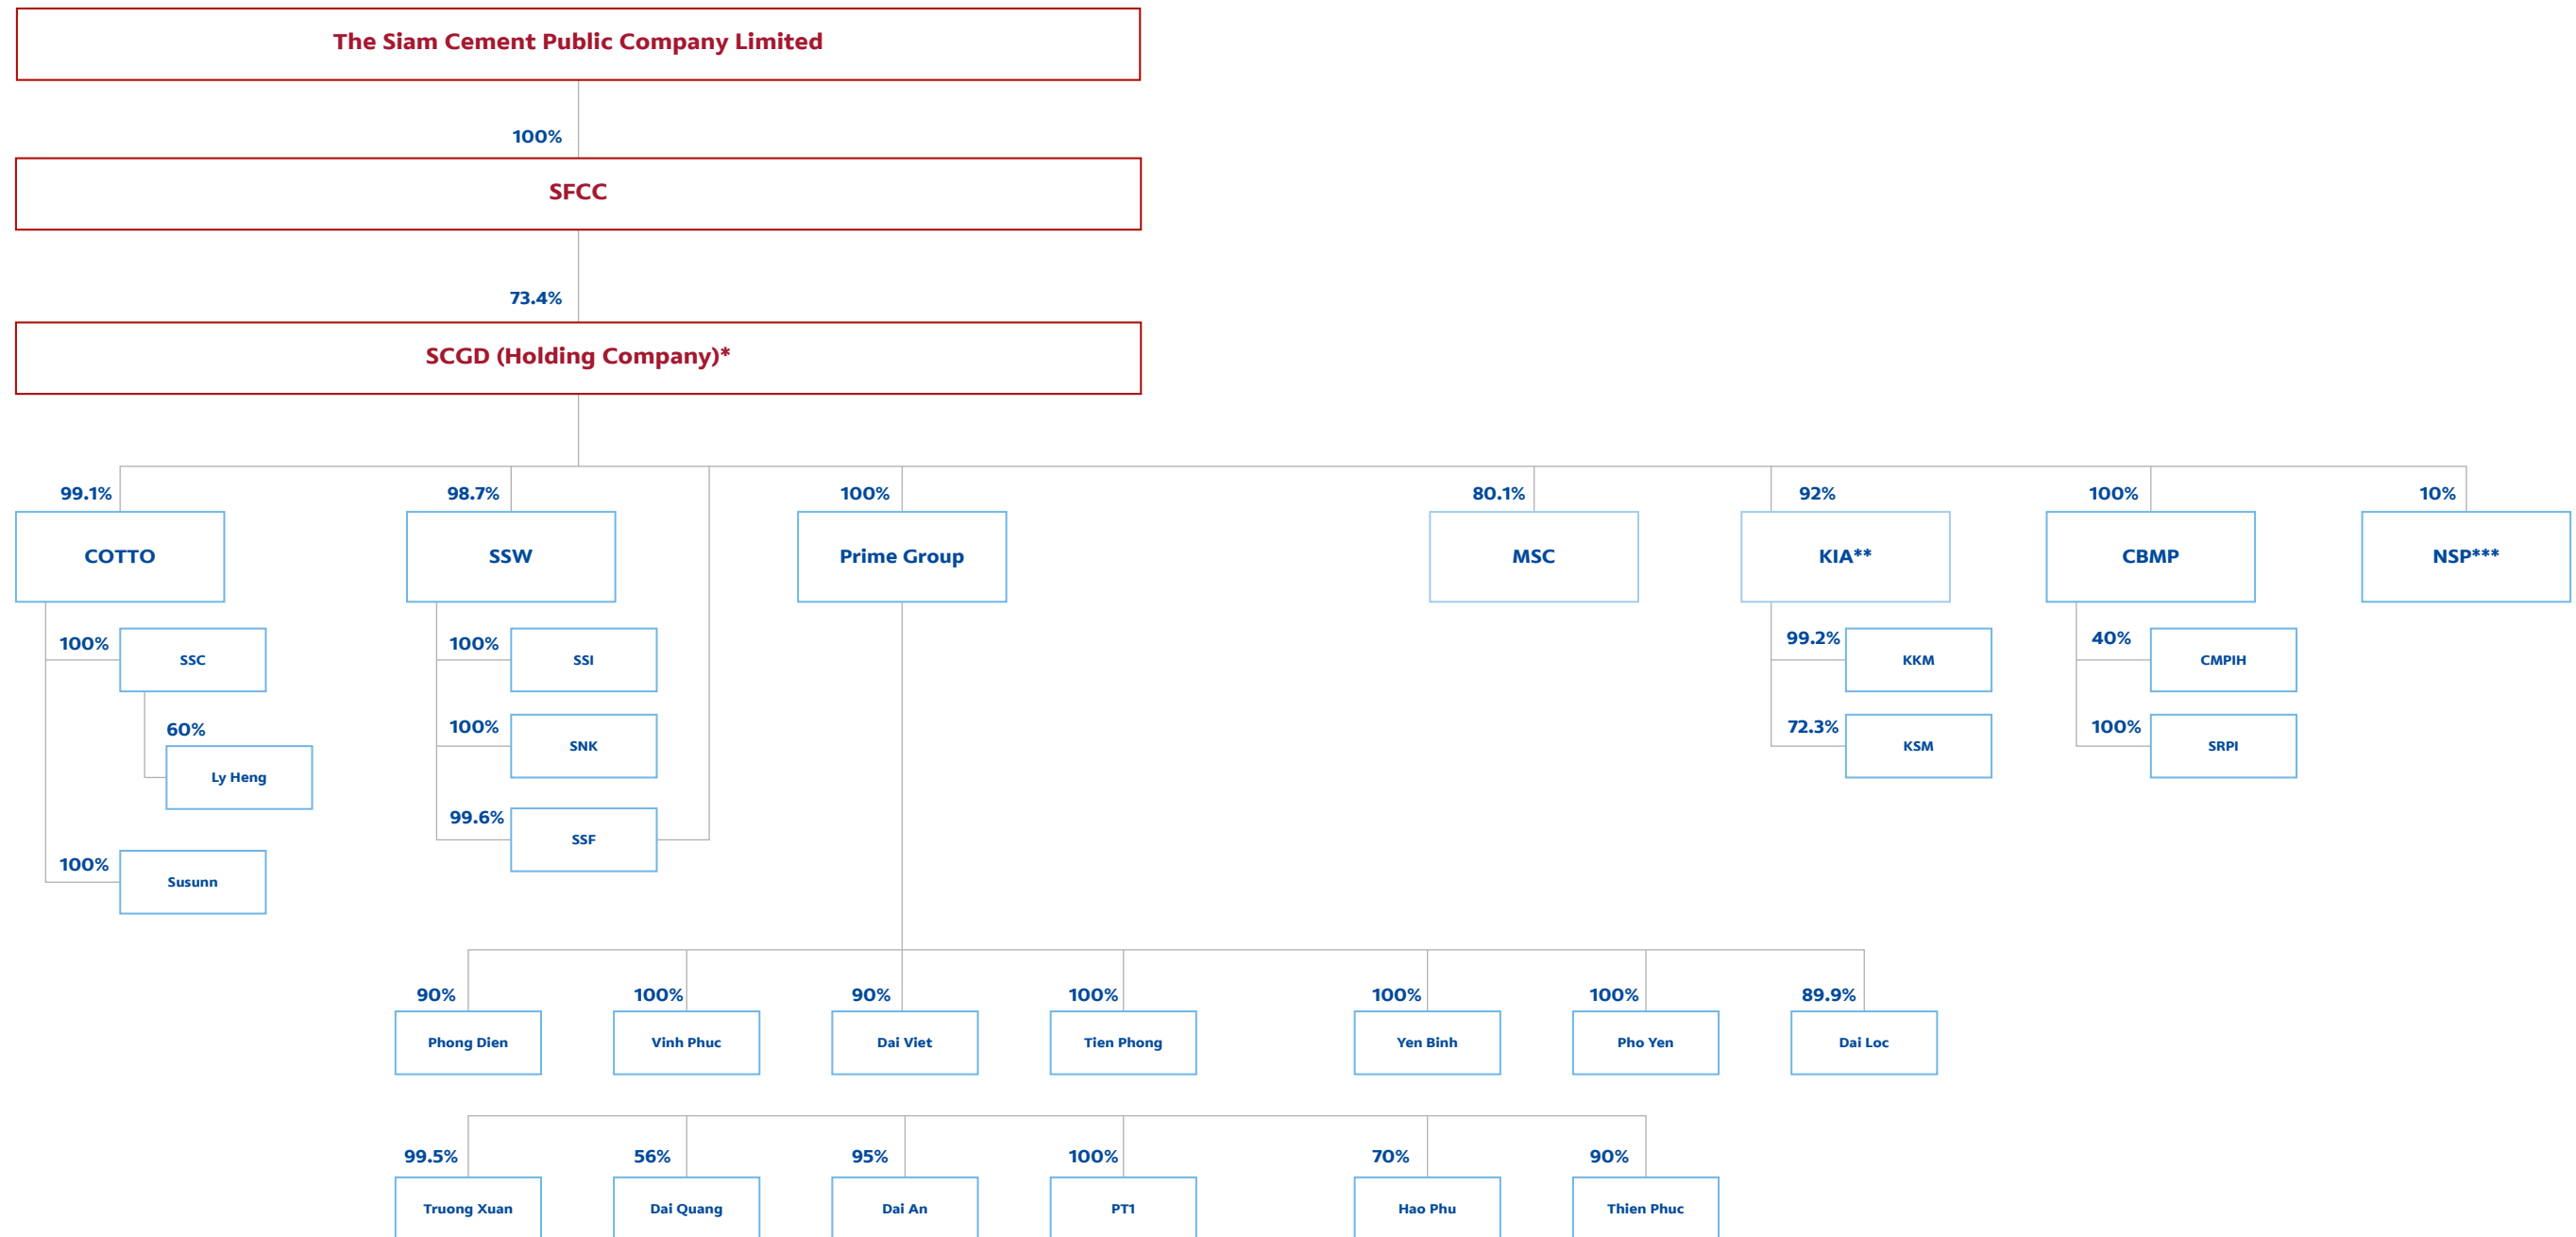 The Siam Cement Public Company Limited
100%
SFCC
73.4%
SCGD (Holding Company)*
99.1%
98.7%
100%
80.1%
92%
100%
10%
COTTO
SSW
Prime Group
MSC
KIA**
CBMP
NSP***
100%
SSC
100%
SSI
99.2%
KKM
40%
CMPIH
60%
Ly Heng
100%
SNK
72.3%
KSM
100%
SRPI
99.6%
SSF
100%
Susunn
90%
100%
90%
100%
100%
100%
89.9%
Phong Dien
Vinh Phuc
Dai Viet
Tien Phong
Yen Binh
Pho Yen
Dai Loc
99.5%
56%
95%
100%
70%
90%
Truong Xuan
Dai Quang
Dai An
PT1
Hao Phu
Thien Phuc